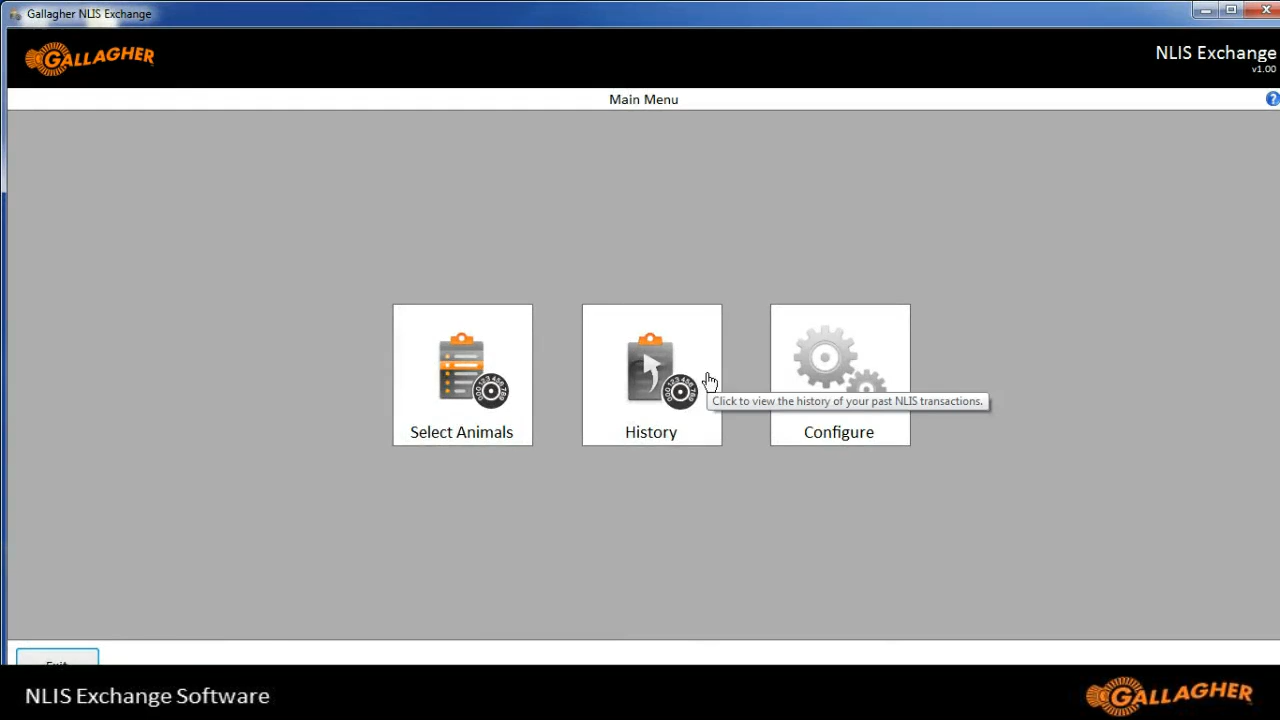 Gallagher NLIS Exchange
GALLAGHER
NLIS Exchange
v1.00
Main Menu
?
Select Animals
History
Configure
Click to view the history of your past NLIS transactions.
Exit
NLIS Exchange Software
GALLAGHER